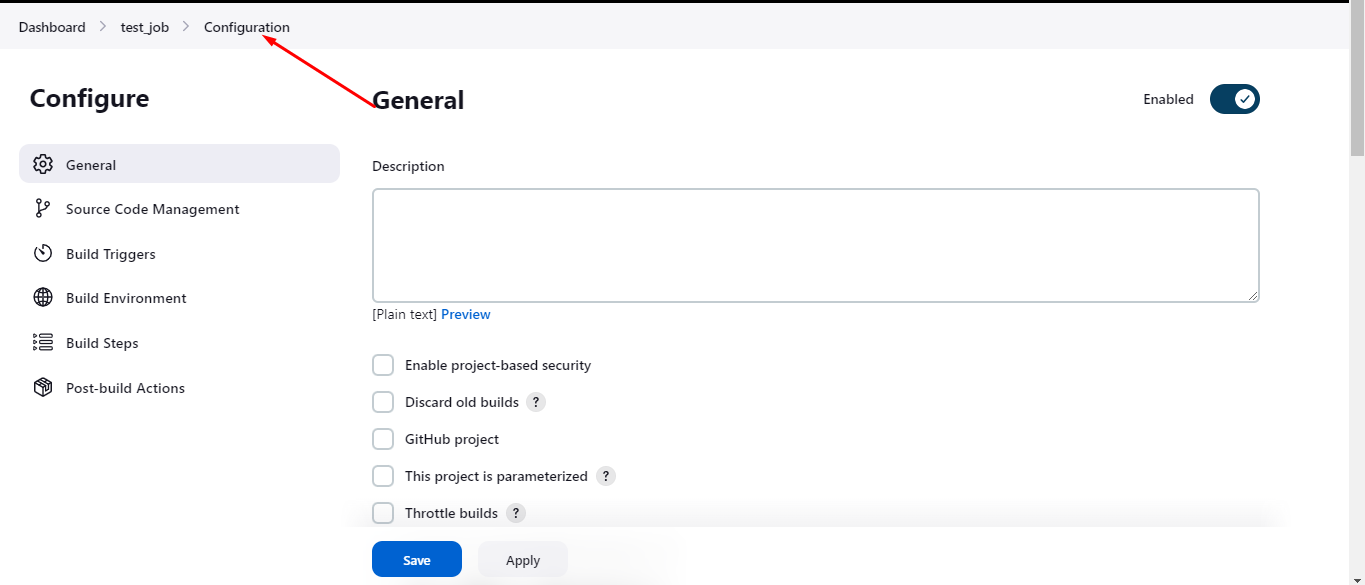 Dashboard > test_job > Configuration
Configure
General
Source Code Management
Build Triggers
Build Environment
Build Steps
Post-build Actions
General
Enabled
Description
[Plain text] Preview
Enable project-based security
Discard old builds ?
GitHub project
This project is parameterized ?
Throttle builds ?
Save Apply